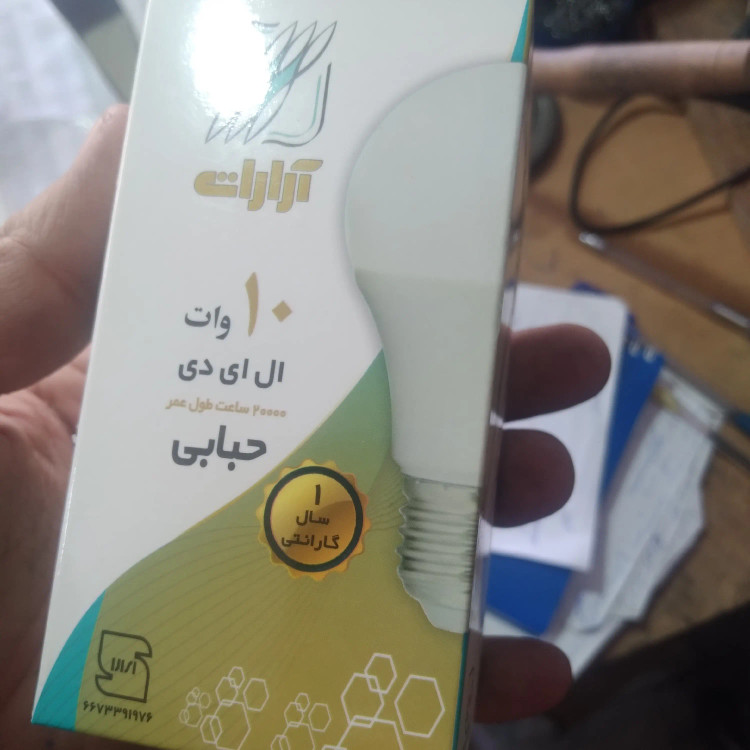 آرارات
۱۰ وات
ال ای دی
۲۰۰۰۰ ساعت طول عمر
حبابی
۱
سال
گارانتی
۶۶۷۳۳۹۱۹۷۶